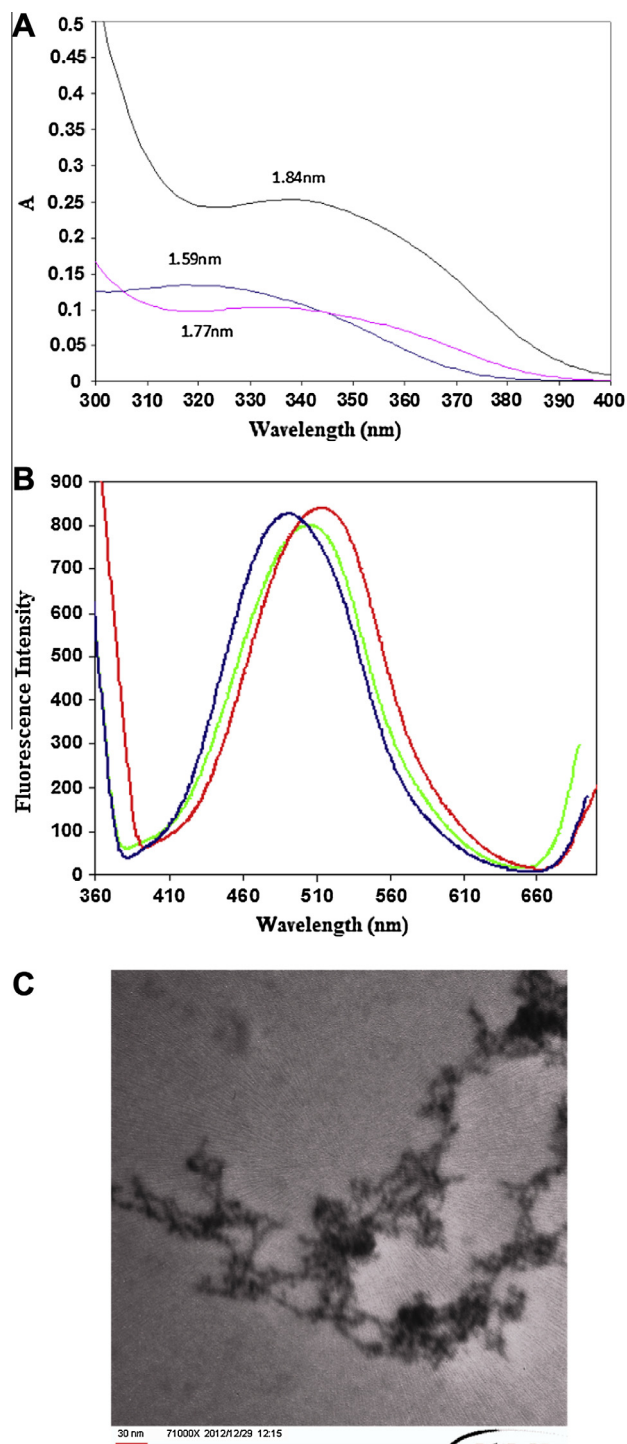 A
0.5
0.45
0.4
0.35
0.3
0.25
0.2
0.15
0.1
0.05
0
A
1.84nm
1.59nm
1.77nm
300 310 320 330 340 350 360 370 380 390 400
Wavelength (nm)
B
900
800
700
600
500
400
300
200
100
0
Fluorescence Intensity
360 410 460 510 560 610 660
Wavelength (nm)
C
30 nm 71000X 2012/12/29 12:15